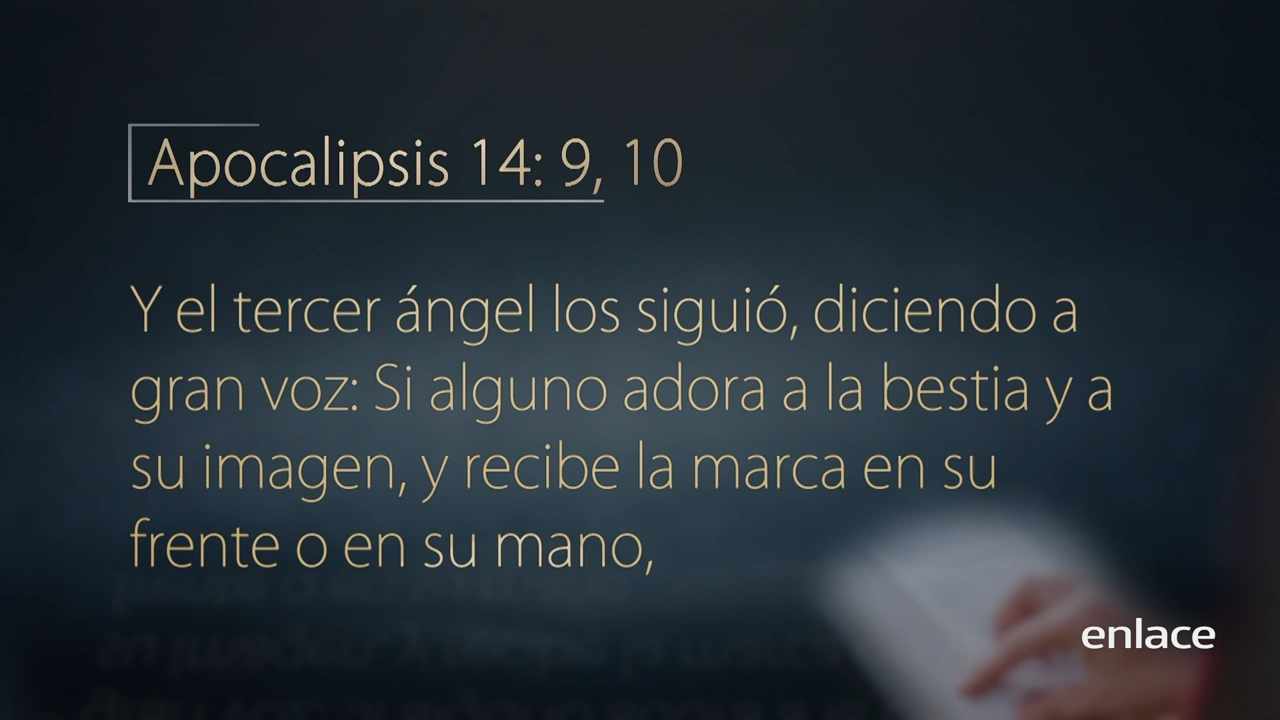 Apocalipsis 14: 9, 10
Y el tercer ángel los siguió, diciendo a
gran voz: Si alguno adora a la bestia y a
su imagen, y recibe la marca en su
frente o en su mano,
enlace